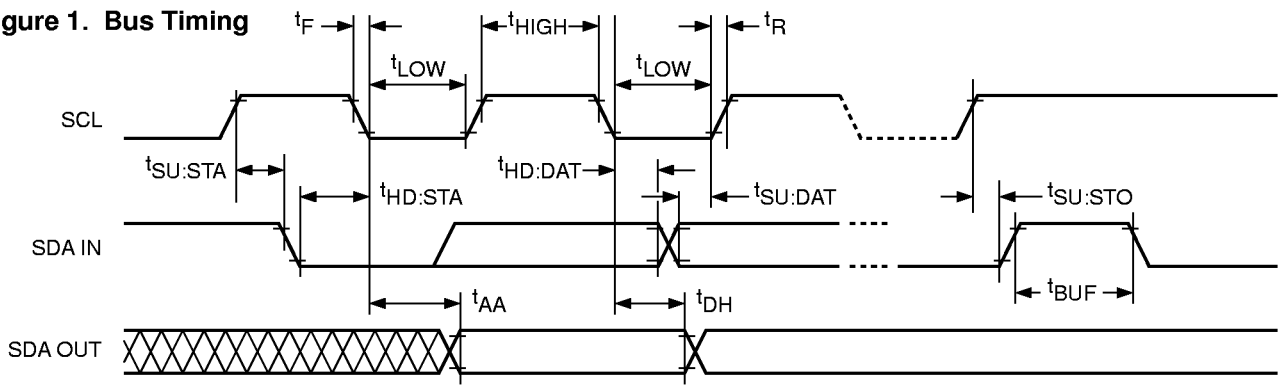 gure 1. Bus Timing
tF
tHIGH
tR
tLOW
tLOW
SCL
tSU:STA
tHD:STA
tHD:DAT
tSU:DAT
tSU:STO
SDA IN
tBUF
tAA
tDH
SDA OUT